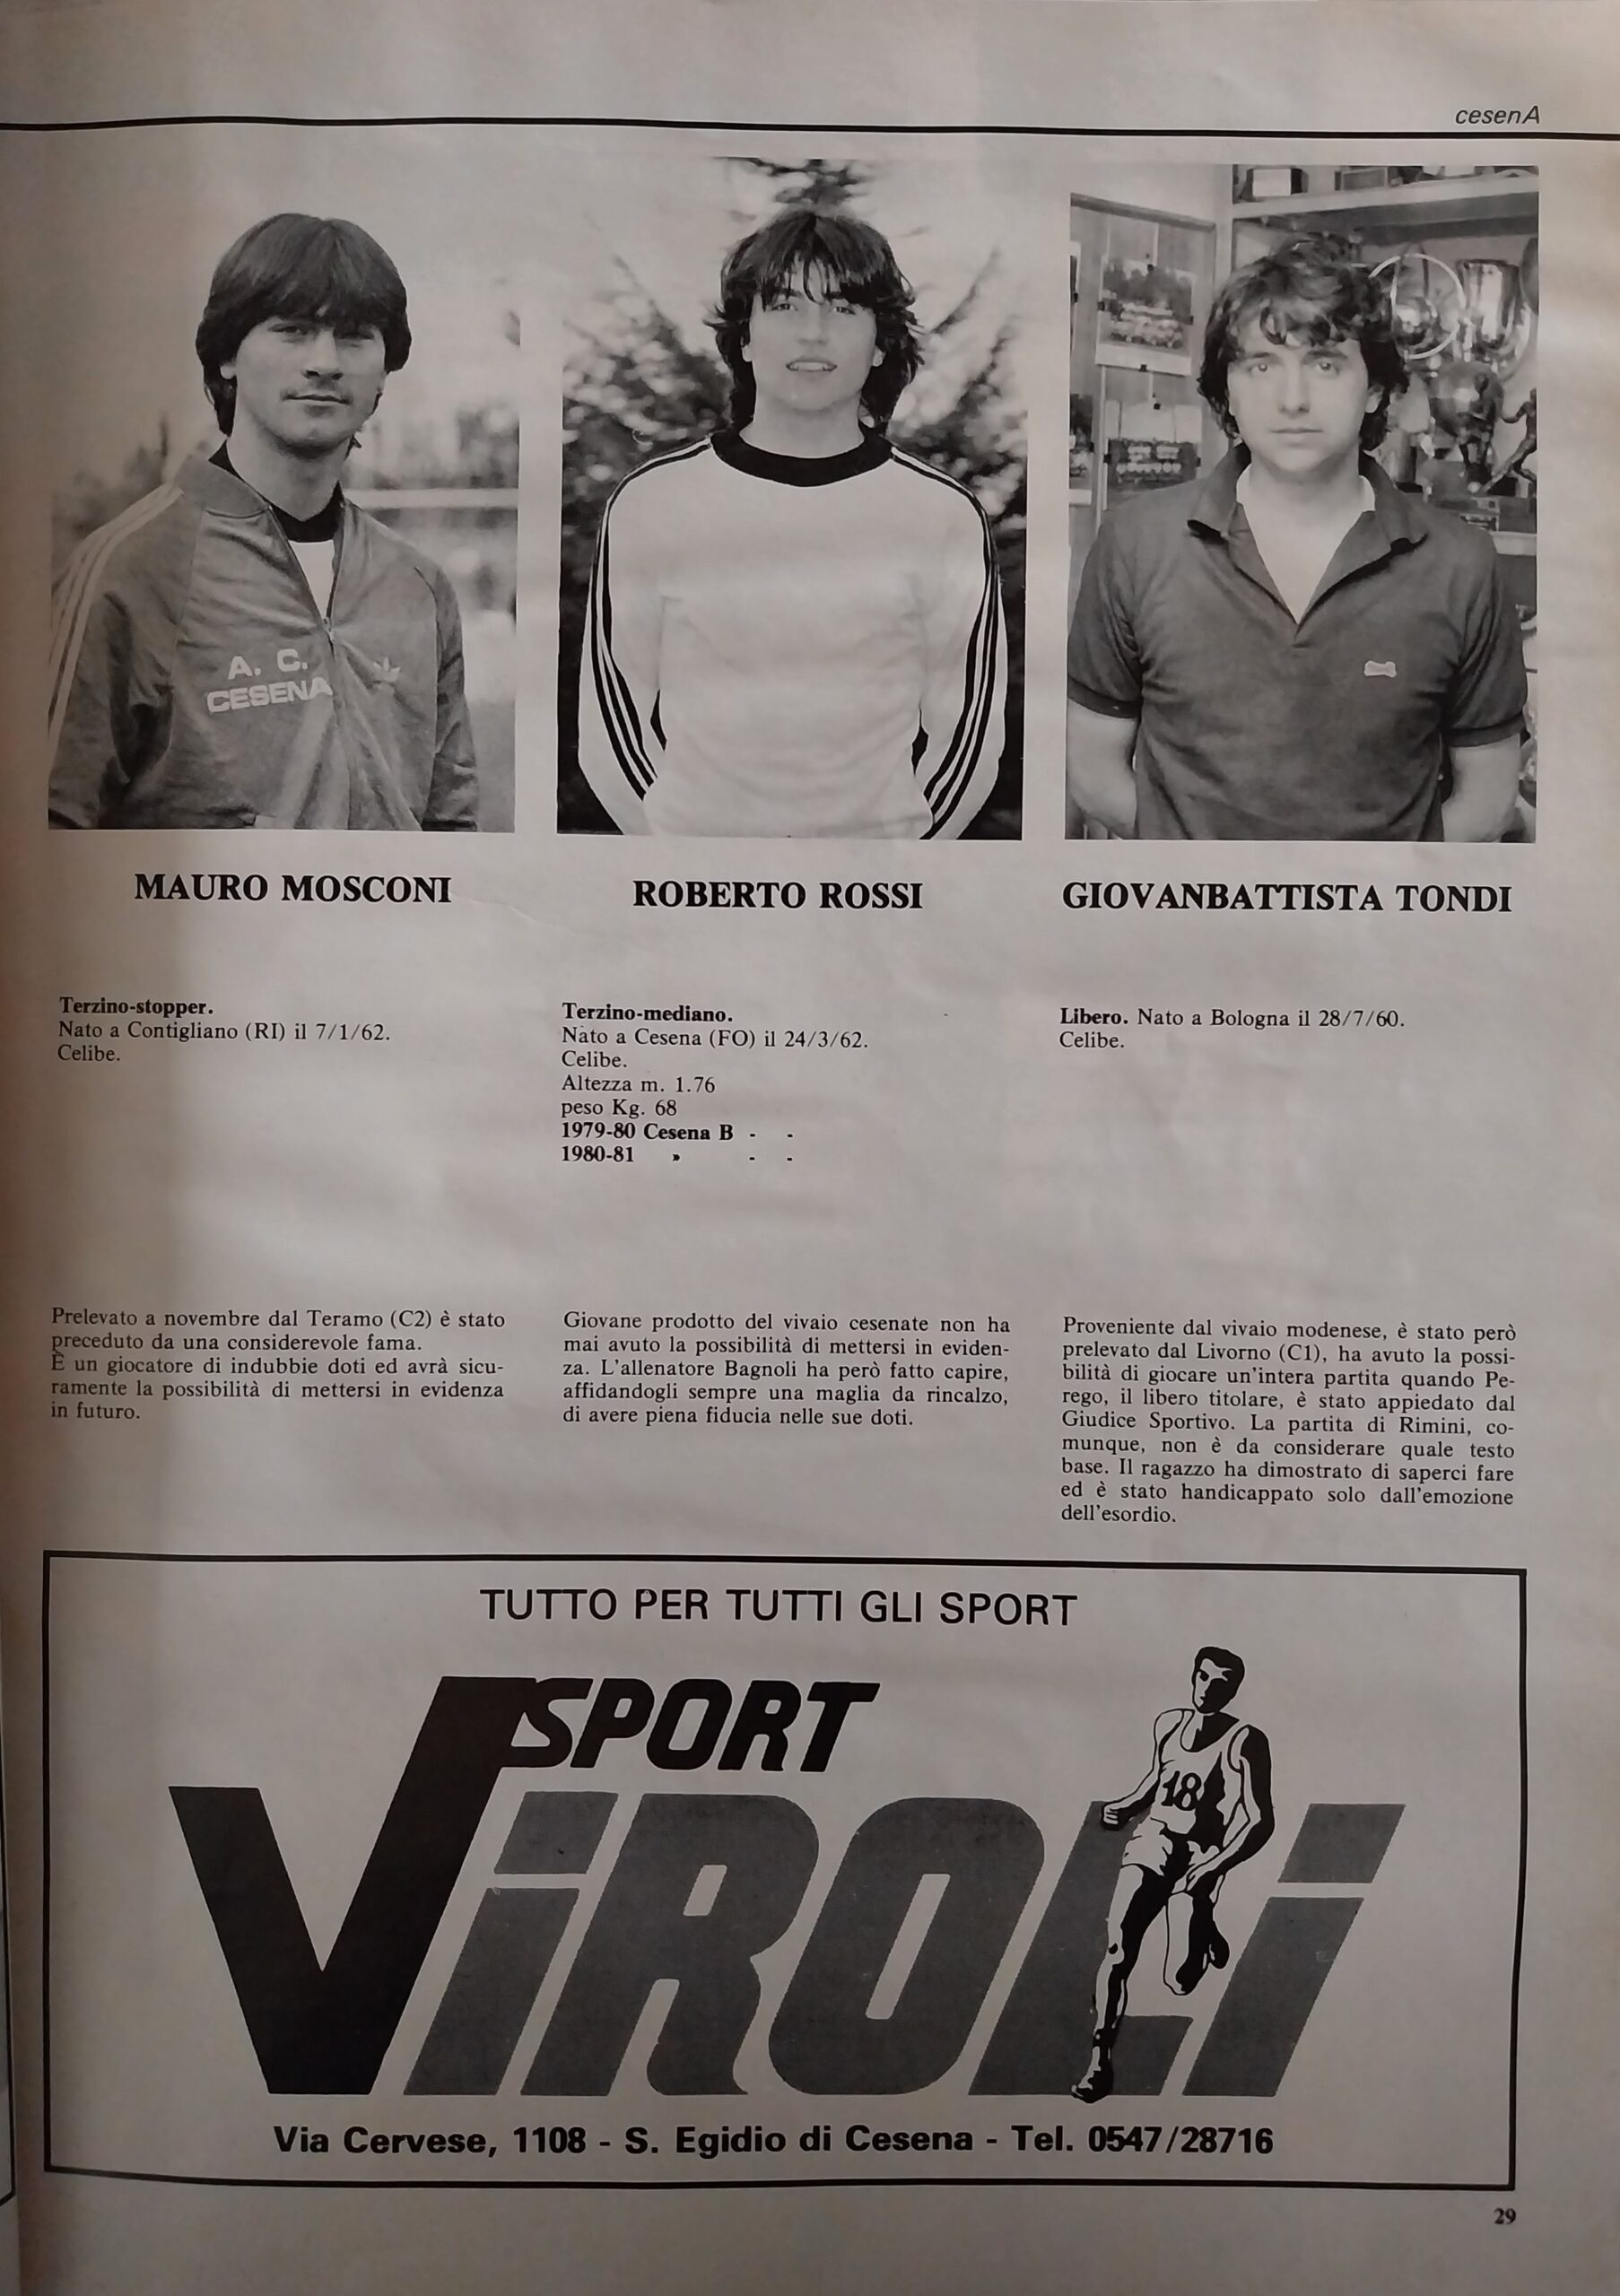 cesenA
A. C.
CESENA
MAURO MOSCONI
Terzino-stopper.
Nato a Contigliano (RI) il 7/1/62.
Celibe.
Prelevato a novembre dal Teramo (C2) è stato
preceduto da una considerevole fama.
È un giocatore di indubbie doti ed avrà sicu-
ramente la possibilità di mettersi in evidenza
in futuro.
ROBERTO ROSSI
Terzino-mediano.
Nato a Cesena (FO) il 24/3/62.
Celibe.
Altezza m. 1.76
peso Kg. 68
1979-80 Cesena B - -
1980-81 » - -
Giovane prodotto del vivaio cesenate non ha
mai avuto la possibilità di mettersi in eviden-
za. L'allenatore Bagnoli ha però fatto capire,
affidandogli sempre una maglia da rincalzo,
di avere piena fiducia nelle sue doti.
GIOVANBATTISTA TONDI
Libero. Nato a Bologna il 28/7/60.
Celibe.
Proveniente dal vivaio modenese, è stato però
prelevato dal Livorno (C1), ha avuto la possi-
bilità di giocare un'intera partita quando Pe-
rego, il libero titolare, è stato appiedato dal
Giudice Sportivo. La partita di Rimini, co-
munque, non è da considerare quale testo
base. Il ragazzo ha dimostrato di saperci fare
ed è stato handicappato solo dall'emozione
dell'esordio.
TUTTO PER TUTTI GLI SPORT
SPORT
ViROLi
18
Via Cervese, 1108 - S. Egidio di Cesena - Tel. 0547/28716
29